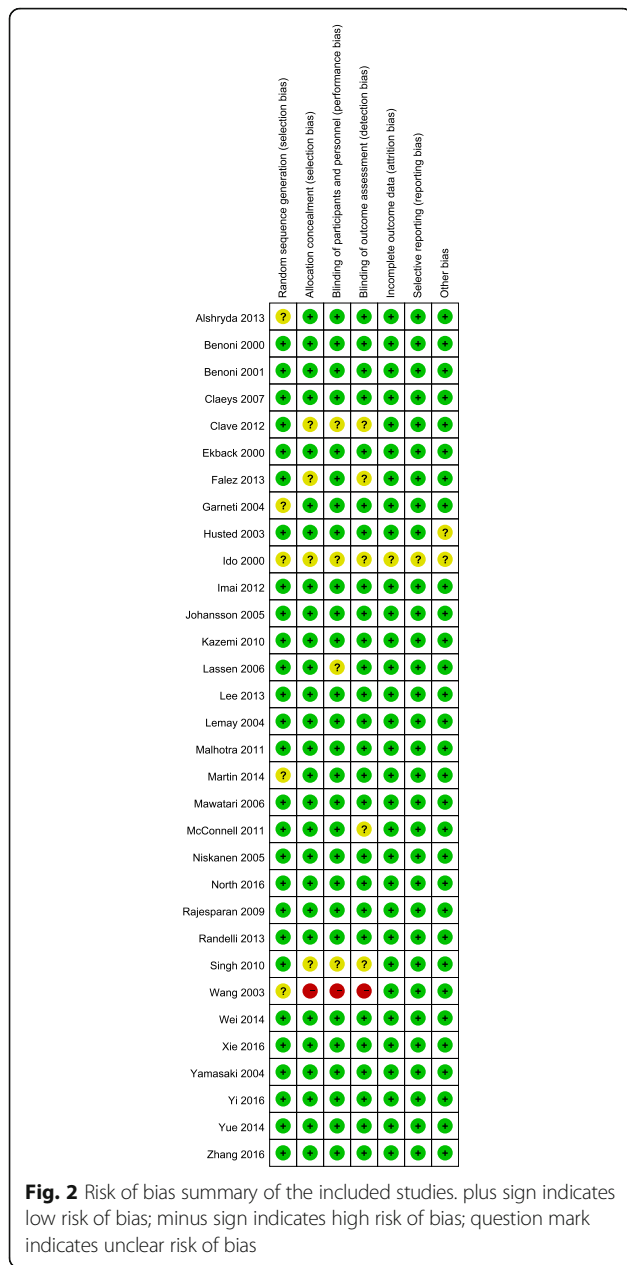 Random sequence generation (selection bias)
Allocation concealment (selection bias)
Blinding of participants and personnel (performance bias)
Blinding of outcome assessment (detection bias)
Incomplete outcome data (attrition bias)
Selective reporting (reporting bias)
Other bias
Alshryda 2013 ? + + + + + +
Benoni 2000 + + + + + + +
Benoni 2001 + + + + + + +
Claeys 2007 + + + + + + +
Clave 2012 + ? ? ? + + +
Ekback 2000 + + + + + + +
Falez 2013 + ? + ? + + +
Garneti 2004 ? + + + + + +
Husted 2003 + + + + + + ?
Ido 2000 ? ? ? ? ? ? ?
Imai 2012 + + + + + + +
Johansson 2005 + + + + + + +
Kazemi 2010 + + + + + + +
Lassen 2006 + + ? + + + +
Lee 2013 + + + + + + +
Lemay 2004 + + + + + + +
Malhotra 2011 + + + + + + +
Martin 2014 ? + + + + + +
Mawatari 2006 + + + + + + +
McConnell 2011 + + + ? + + +
Niskanen 2005 + + + + + + +
North 2016 + + + + + + +
Rajesparan 2009 + + + + + + +
Randelli 2013 + + + + + + +
Singh 2010 + ? ? ? + + +
Wang 2003 ? - - - + + +
Wei 2014 + + + + + + +
Xie 2016 + + + + + + +
Yamasaki 2004 + + + + + + +
Yi 2016 + + + + + + +
Yue 2014 + + + + + + +
Zhang 2016 + + + + + + +
Fig. 2 Risk of bias summary of the included studies. plus sign indicates
low risk of bias; minus sign indicates high risk of bias; question mark
indicates unclear risk of bias